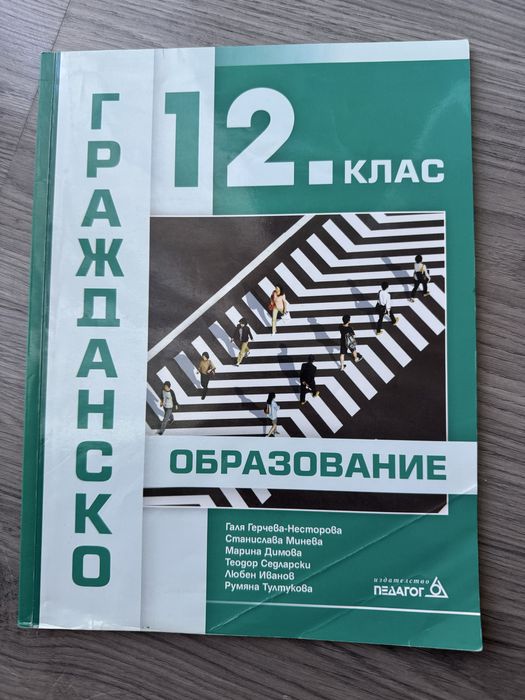 ГРАЖДАНСКО
12. КЛАС
ОБРАЗОВАНИЕ
Галя Герчева-Несторова
Станислава Минева
Марина Димова
Теодор Седларски
Любен Иванов
Румяна Тултукова
издателство
ПЕДАГОГ 6